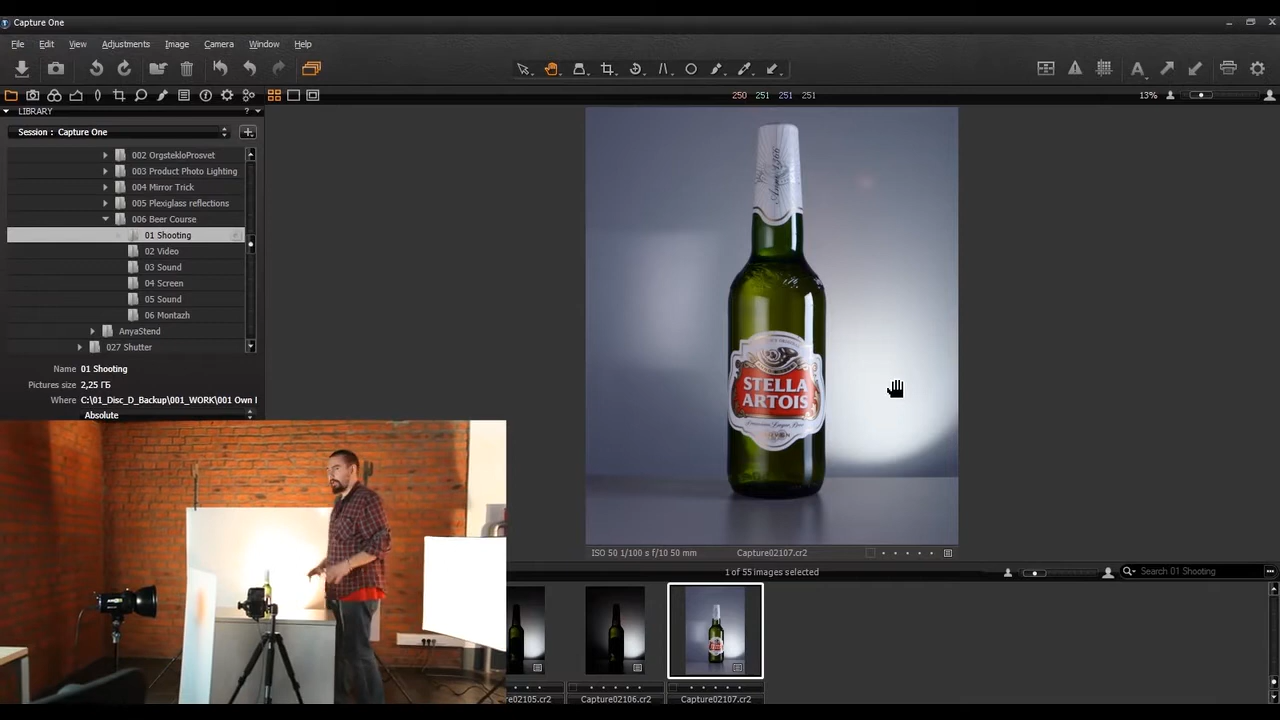 Capture One
File Edit View Adjustments Image Camera Window Help
250 251 251 251
13%
LIBRARY
? 
Session : Capture One
002 OrgstekloProsvet
003 Product Photo Lighting
004 Mirror Trick
005 Plexiglass reflections
006 Beer Course
01 Shooting
02 Video
03 Sound
04 Screen
05 Sound
06 Montazh
AnyaStend
027 Shutter
Name 01 Shooting
Pictures size 2,25 ГБ
Where C:\01_Disc_D_Backup\001_WORK\001 Own I
Absolute
STELLA
ARTOIS
ISO 50 1/100 s f/10 50 mm
Capture02107.cr2
1 of 55 images selected
Search 01 Shooting
02105.cr2
Capture02106.cr2
Capture02107.cr2